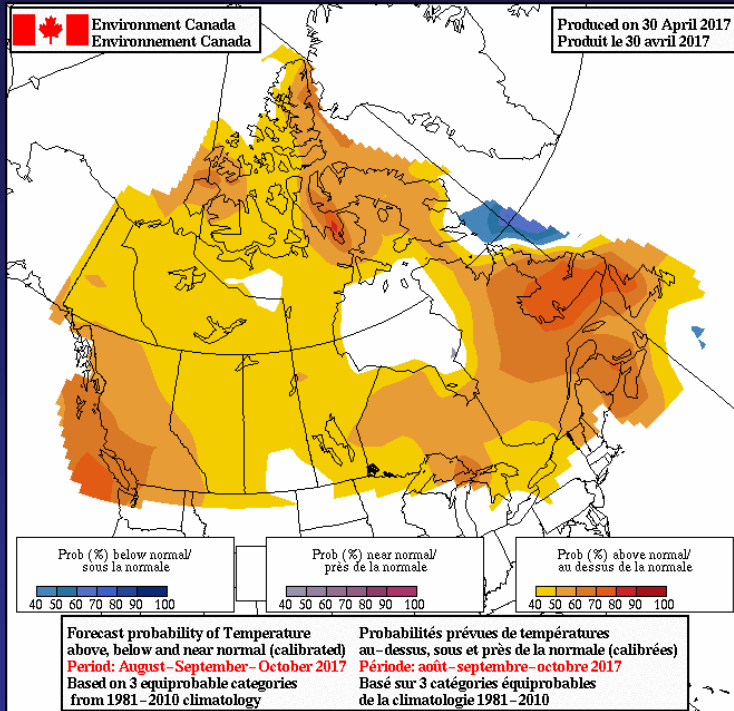 Environment Canada
Environnement Canada
Produced on 30 April 2017
Produit le 30 avril 2017
Prob (%) below normal/
sous la normale
40 50 60 70 80 90 100
Prob (%) near normal/
près de la normale
40 50 60 70 80 90 100
Prob (%) above normal/
au dessus de la normale
40 50 60 70 80 90 100
Forecast probability of Temperature
above, below and near normal (calibrated)
Period: August-September-October 2017
Based on 3 equiprobable categories
from 1981-2010 climatology
Probabilités prévues de températures
au-dessus, sous et près de la normale (calibrées)
Période: août-septembre-octobre 2017
Basé sur 3 catégories équiprobables
de la climatologie 1981-2010